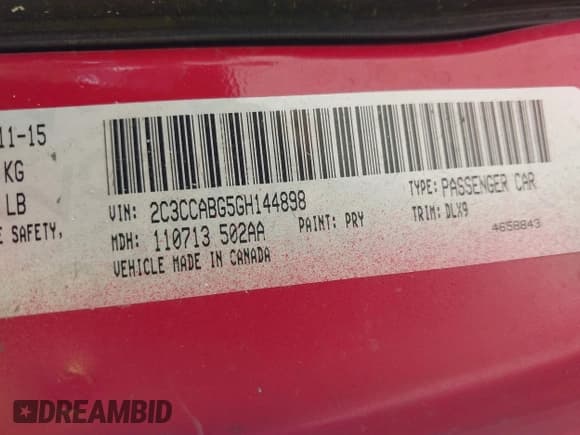 11-15
KG
LB
E SAFETY,
VIN: 2C3CCABG5GH144898
TYPE: PASSENGER CAR
MDH: 110713 502AA
PAINT: PRY
TRIM: DLX9
VEHICLE MADE IN CANADA
4658843
DREAMBID